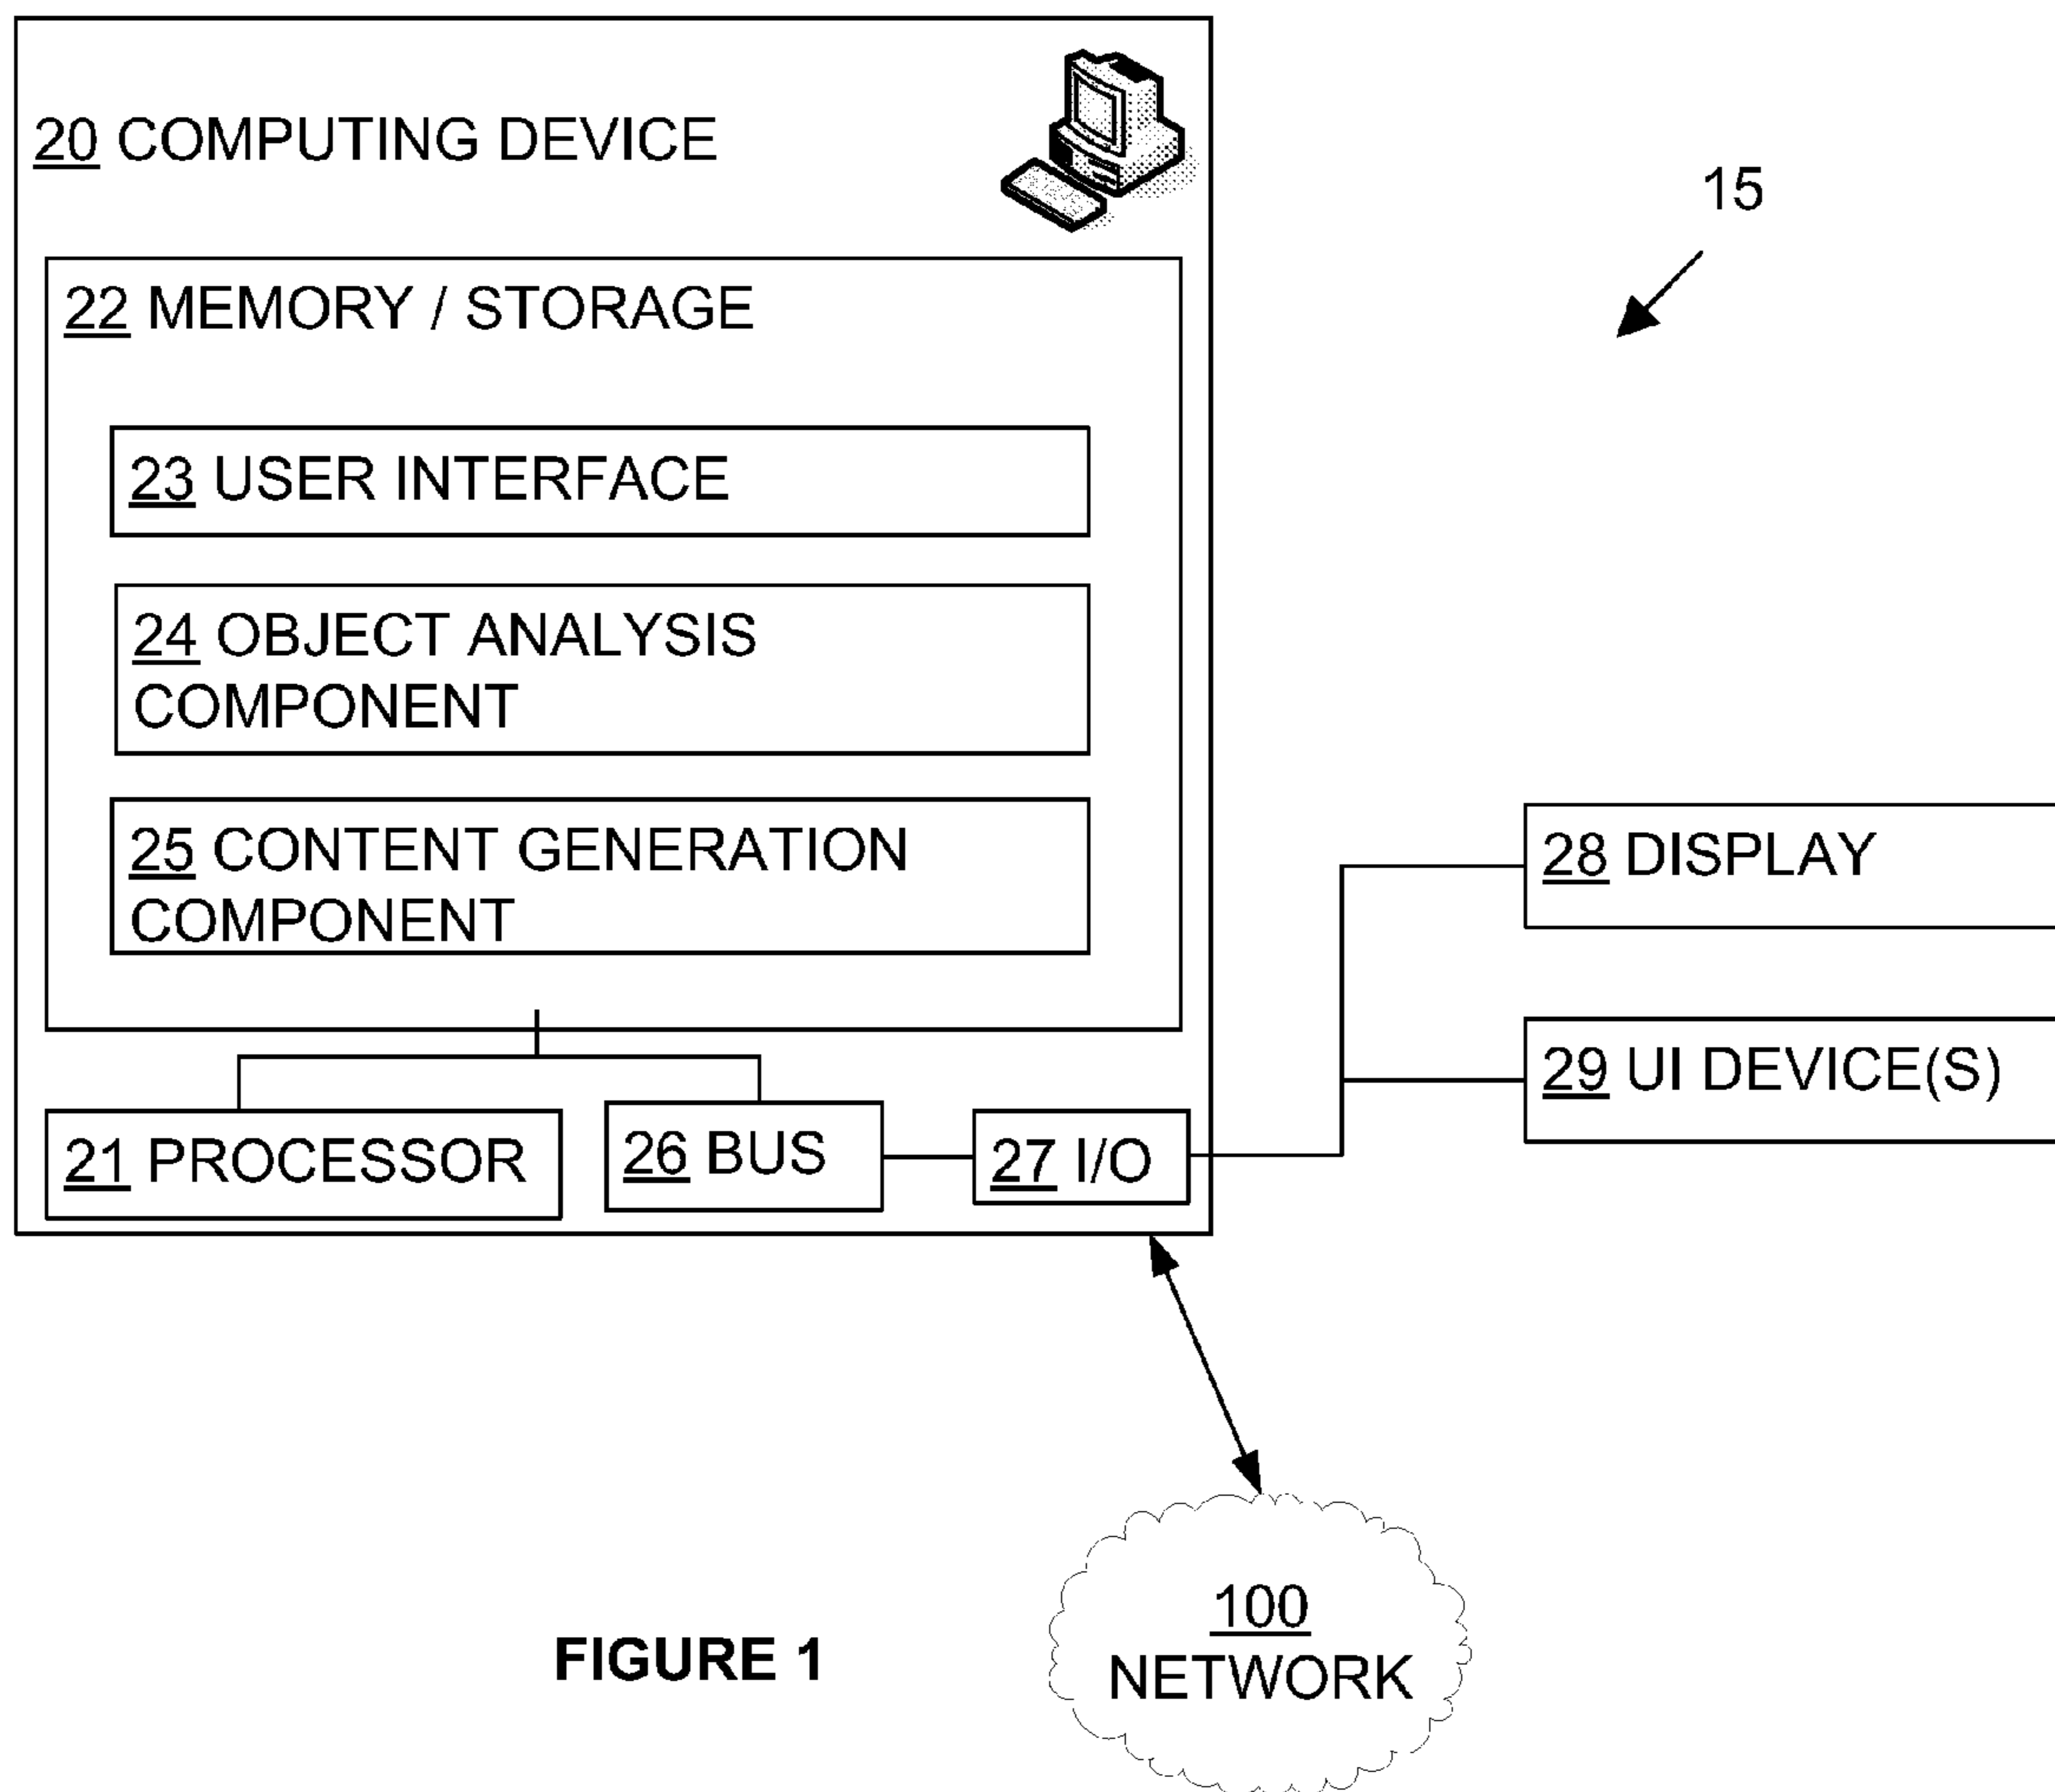 20 COMPUTING DEVICE
15
22 MEMORY / STORAGE
23 USER INTERFACE
24 OBJECT ANALYSIS
COMPONENT
25 CONTENT GENERATION
COMPONENT
28 DISPLAY
29 UI DEVICE(S)
21 PROCESSOR
26 BUS
27 I/O
100
NETWORK
FIGURE 1